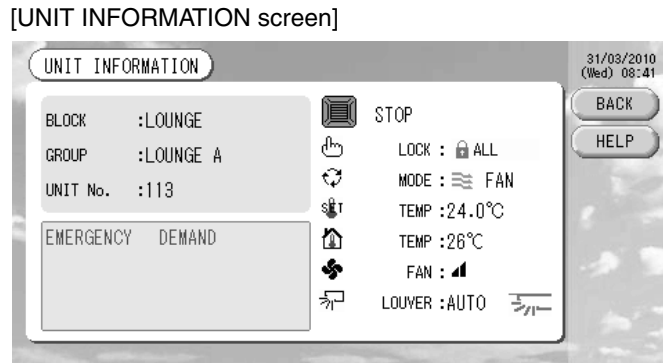 [UNIT INFORMATION screen]
UNIT INFORMATION
31/03/2010
(Wed) 08:41
BACK
HELP
BLOCK :LOUNGE
GROUP :LOUNGE A
UNIT No. :113
EMERGENCY DEMAND
STOP
LOCK : ALL
MODE : FAN
SET TEMP :24.0°C
TEMP :26°C
FAN :
LOUVER :AUTO